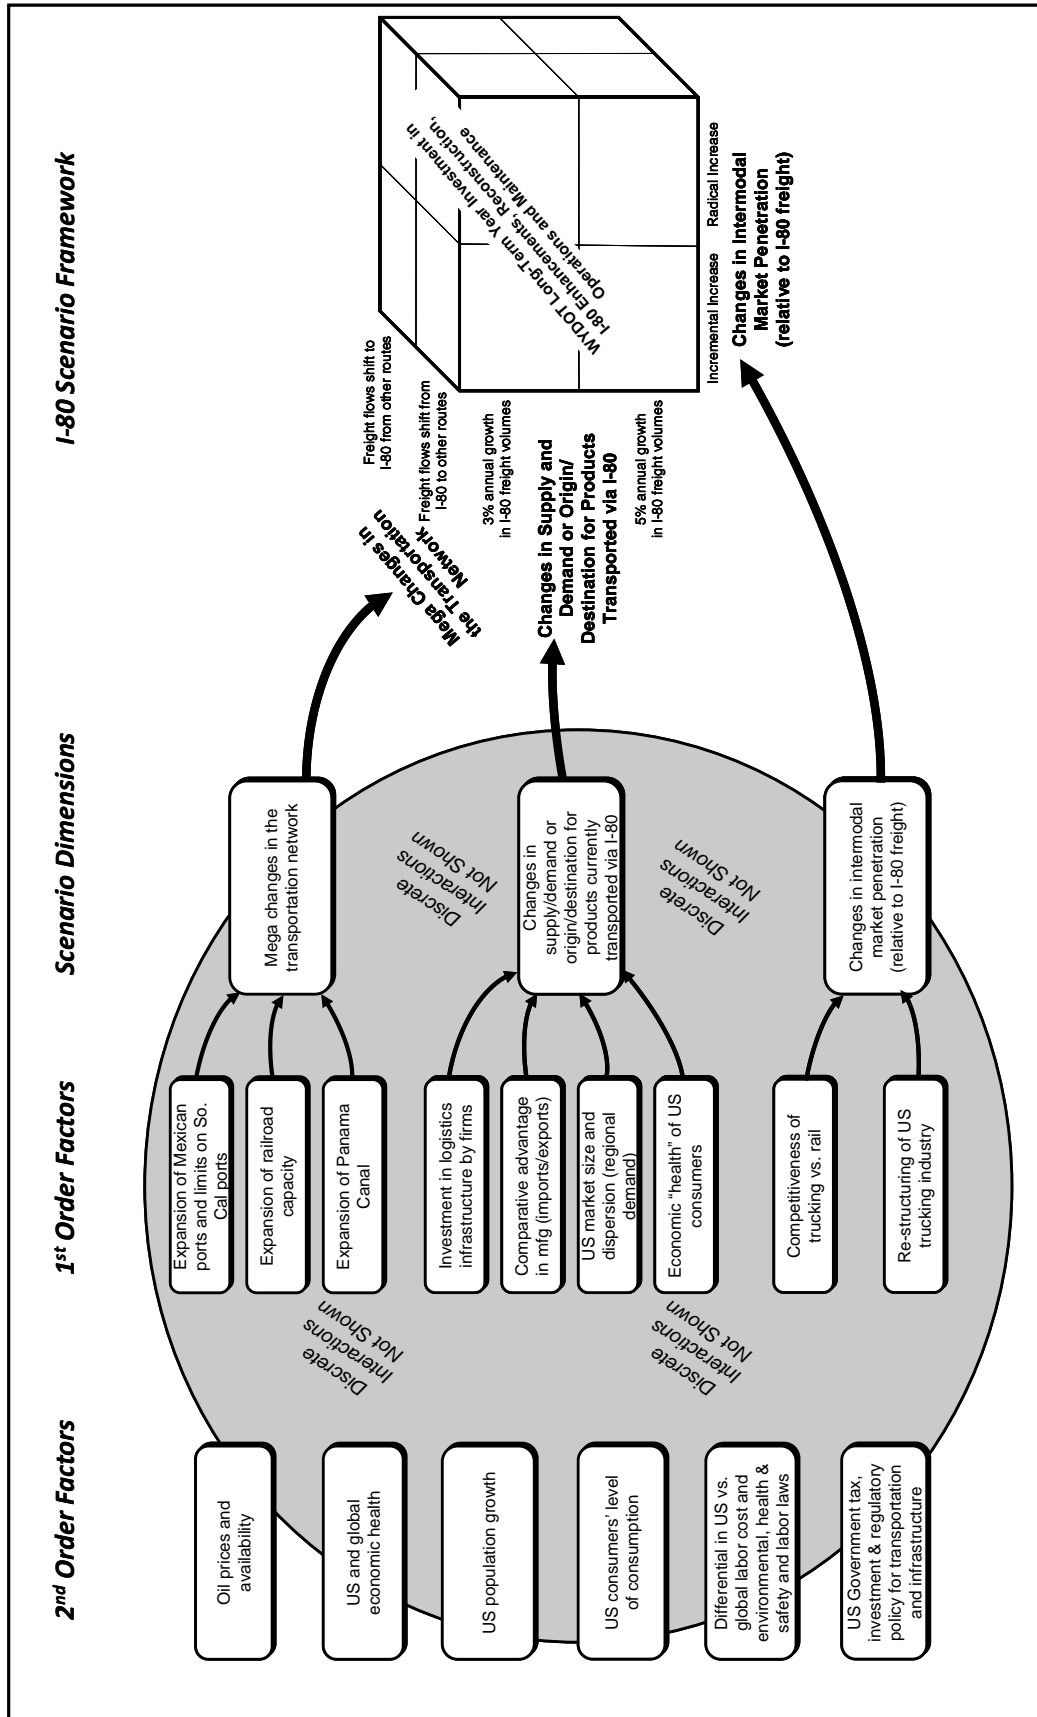 2nd Order Factors
1st Order Factors
Scenario Dimensions
I-80 Scenario Framework
Oil prices and
availability
US and global
economic health
US population growth
US consumers’ level
of consumption
Differential in US vs.
global labor cost and
environmental, health &
safety and labor laws
US Government tax,
investment & regulatory
policy for transportation
and infrastructure
Discrete
Interactions
Not Shown
Discrete
Interactions
Not Shown
Expansion of Mexican
ports and limits on So.
Cal ports
Expansion of railroad
capacity
Expansion of Panama
Canal
Investment in logistics
infrastructure by firms
Comparative advantage
in mfg (imports/exports)
US market size and
dispersion (regional
demand)
Economic “health” of US
consumers
Competitiveness of
trucking vs. rail
Re-structuring of US
trucking industry
Mega changes in the
transportation network
Discrete
Interactions
Not Shown
Changes in
supply/demand or
origin/destination for
products currently
transported via I-80
Discrete
Interactions
Not Shown
Changes in intermodal
market penetration
(relative to I-80 freight)
Mega Changes in
the Transportation
Network
Freight flows shift to
I-80 from other routes
Freight flows shift from
I-80 to other routes
3% annual growth
in I-80 freight volumes
Changes in Supply and
Demand or Origin/
Destination for Products
Transported via I-80
5% annual growth
in I-80 freight volumes
WYDOT Long-Term Year Investment in
I-80 Enhancements, Reconstruction,
Operations and Maintenance
Incremental Increase
Radical Increase
Changes in Intermodal
Market Penetration
(relative to I-80 freight)